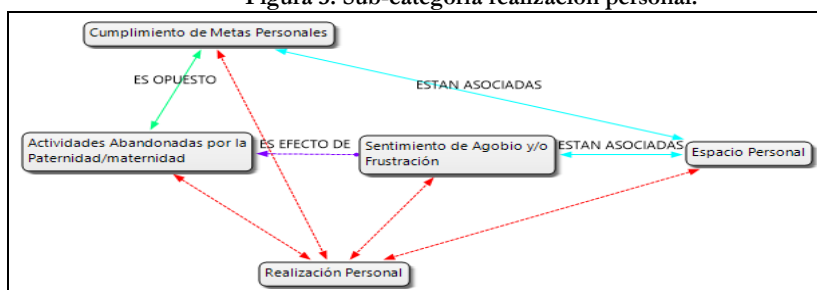 Figura 3. Sub-categoría realización personal.
Cumplimiento de Metas Personales
ES OPUESTO
ESTAN ASOCIADAS
Actividades Abandonadas por la
Paternidad/maternidad
ES EFECTO DE
Sentimiento de Agobio y/o
Frustración
ESTAN ASOCIADAS
Espacio Personal
Realización Personal